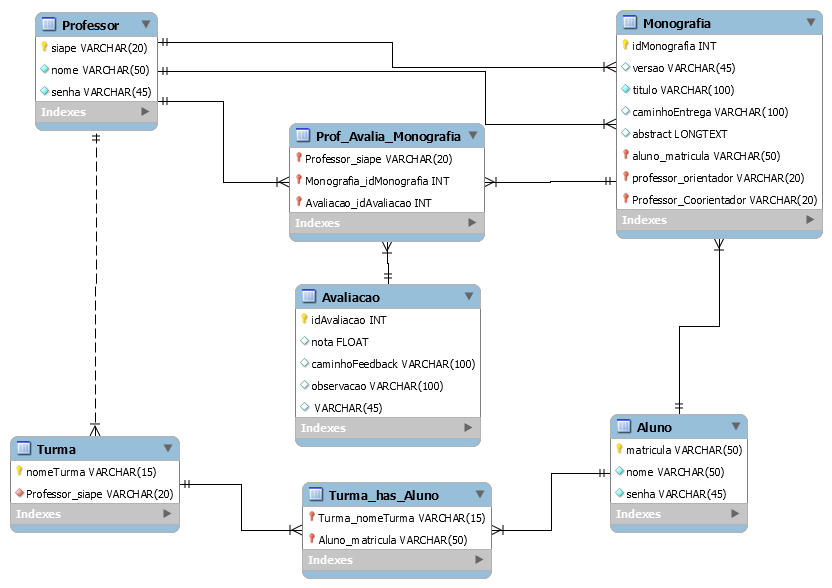 Professor
siape VARCHAR(20)
nome VARCHAR(50)
senha VARCHAR(45)
Indexes
Monografia
idMonografia INT
versao VARCHAR(45)
titulo VARCHAR(100)
caminhoEntrega VARCHAR(100)
abstract LONGTEXT
aluno_matricula VARCHAR(50)
professor_orientador VARCHAR(20)
Professor_Coorientador VARCHAR(20)
Indexes
Prof_Avalia_Monografia
Professor_siape VARCHAR(20)
Monografia_idMonografia INT
Avaliacao_idAvaliacao INT
Indexes
Avaliacao
idAvaliacao INT
nota FLOAT
caminhoFeedback VARCHAR(100)
observacao VARCHAR(100)
VARCHAR(45)
Indexes
Turma
nomeTurma VARCHAR(15)
Professor_siape VARCHAR(20)
Indexes
Turma_has_Aluno
Turma_nomeTurma VARCHAR(15)
Aluno_matricula VARCHAR(50)
Indexes
Aluno
matricula VARCHAR(50)
nome VARCHAR(50)
senha VARCHAR(45)
Indexes